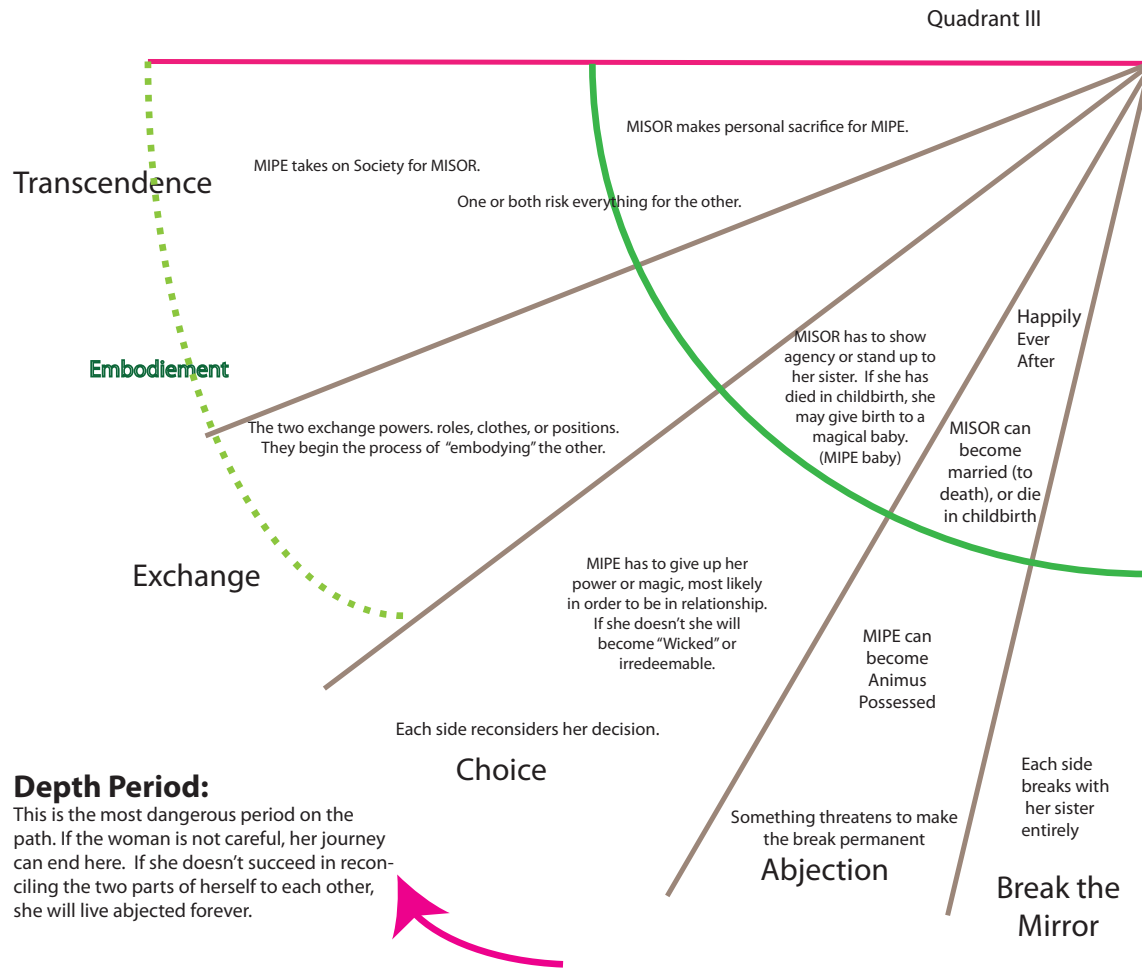 Quadrant III
MISOR makes personal sacrifice for MIPE.
MIPE takes on Society for MISOR.
Transcendence
One or both risk everything for the other.
Happily
Ever
After
MISOR has to show
agency or stand up to
her sister.  If she has
died in childbirth, she
may give birth to a
magical baby.
(MIPE baby)
Embodiement
The two exchange powers. roles, clothes, or positions.
They begin the process of “embodying” the other.
MISOR can
become
married (to
death), or die
in childbirth
Exchange
MIPE has to give up her
power or magic, most likely
in order to be in relationship.
If she doesn’t she will
become “Wicked” or
irredeemable.
MIPE can
become
Animus
Possessed
Each side reconsiders her decision.
Choice
Depth Period:
This is the most dangerous period on the
path. If the woman is not careful, her journey
can end here.  If she doesn’t succeed in recon-
ciling the two parts of herself to each other,
she will live abjected forever.
Something threatens to make
the break permanent
Abjection
Each side
breaks with
her sister
entirely
Break the
Mirror